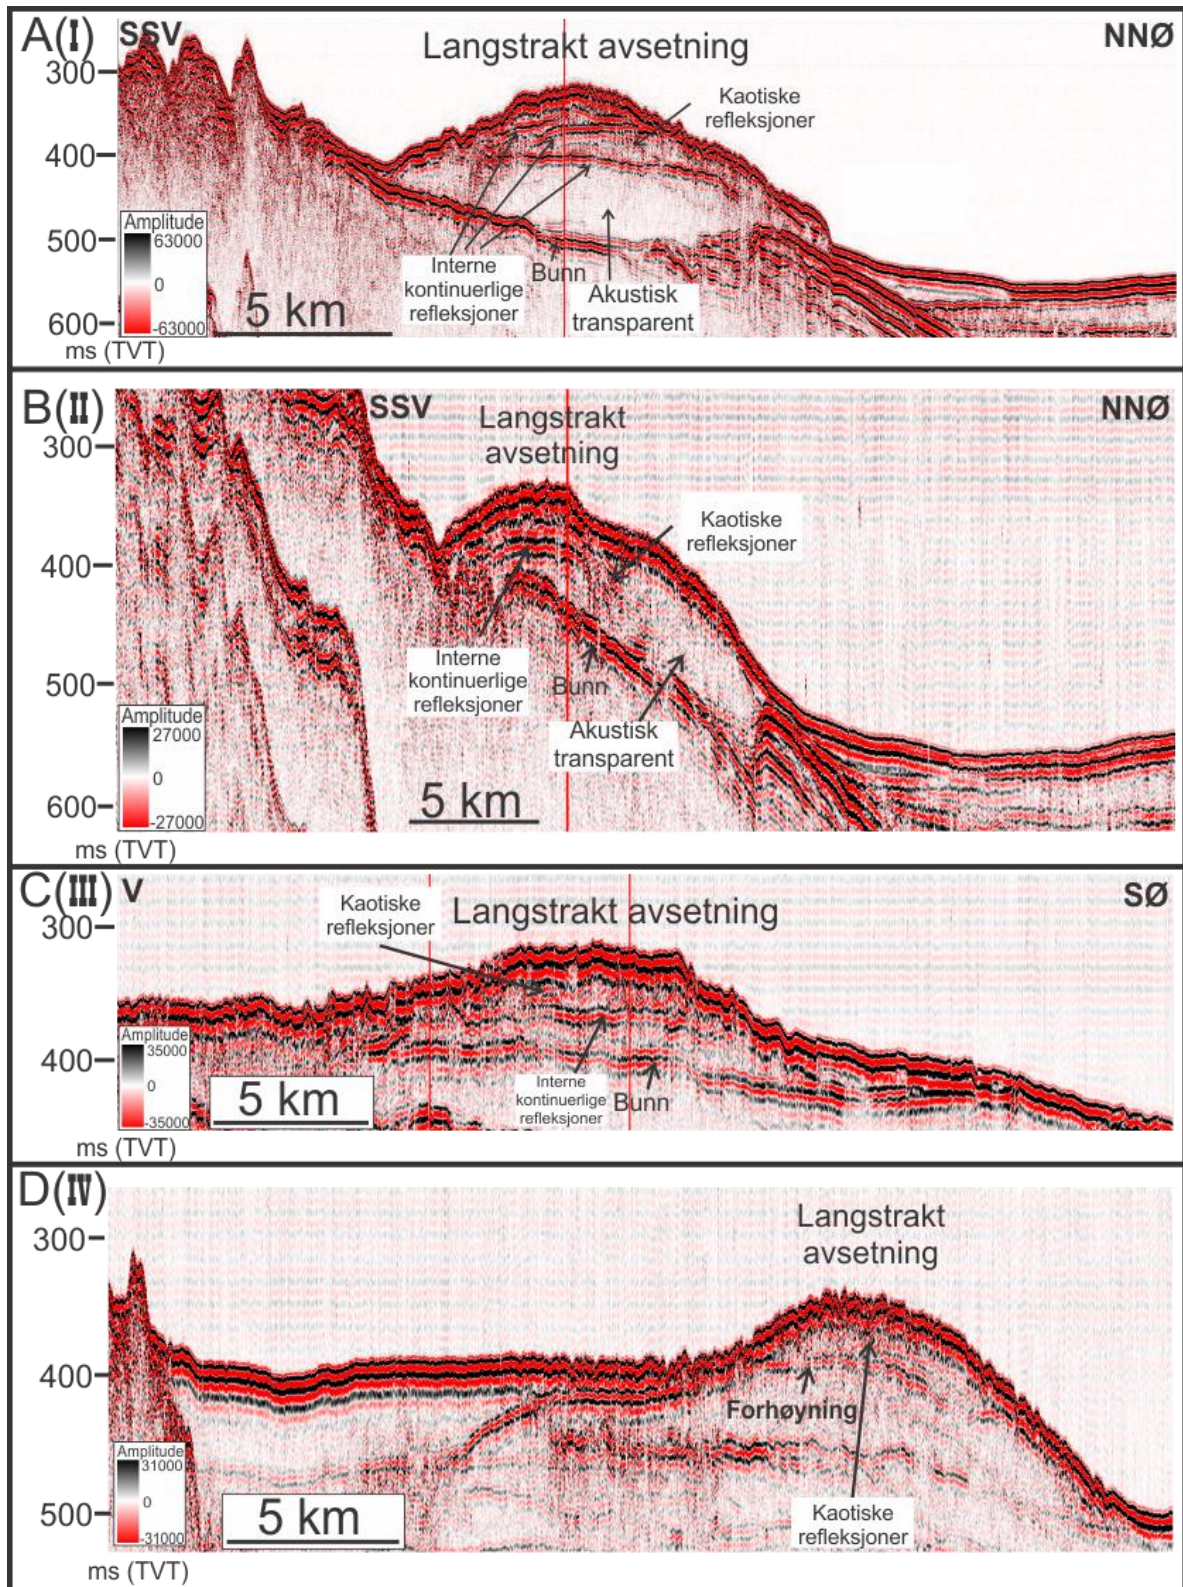 A(I)
SSV
Langstrakt avsetning
NNØ
Kaotiske
refleksjoner
300
400
500
600
ms (TVT)
Amplitude
63000
0
-63000
5 km
Interne
kontinuerlige
refleksjoner
Bunn
Akustisk
transparent
B(II)
SSV
Langstrakt
avsetning
NNØ
Kaotiske
refleksjoner
300
400
500
600
ms (TVT)
Interne
kontinuerlige
refleksjoner
Bunn
Akustisk
transparent
Amplitude
27000
0
-27000
5 km
C(III)
V
Kaotiske
refleksjoner
Langstrakt avsetning
SØ
300
400
ms (TVT)
Amplitude
35000
0
-35000
5 km
Interne
kontinuerlige
refleksjoner
Bunn
D(IV)
Langstrakt
avsetning
300
400
500
ms (TVT)
Forhøyning
Amplitude
31000
0
-31000
5 km
Kaotiske
refleksjoner